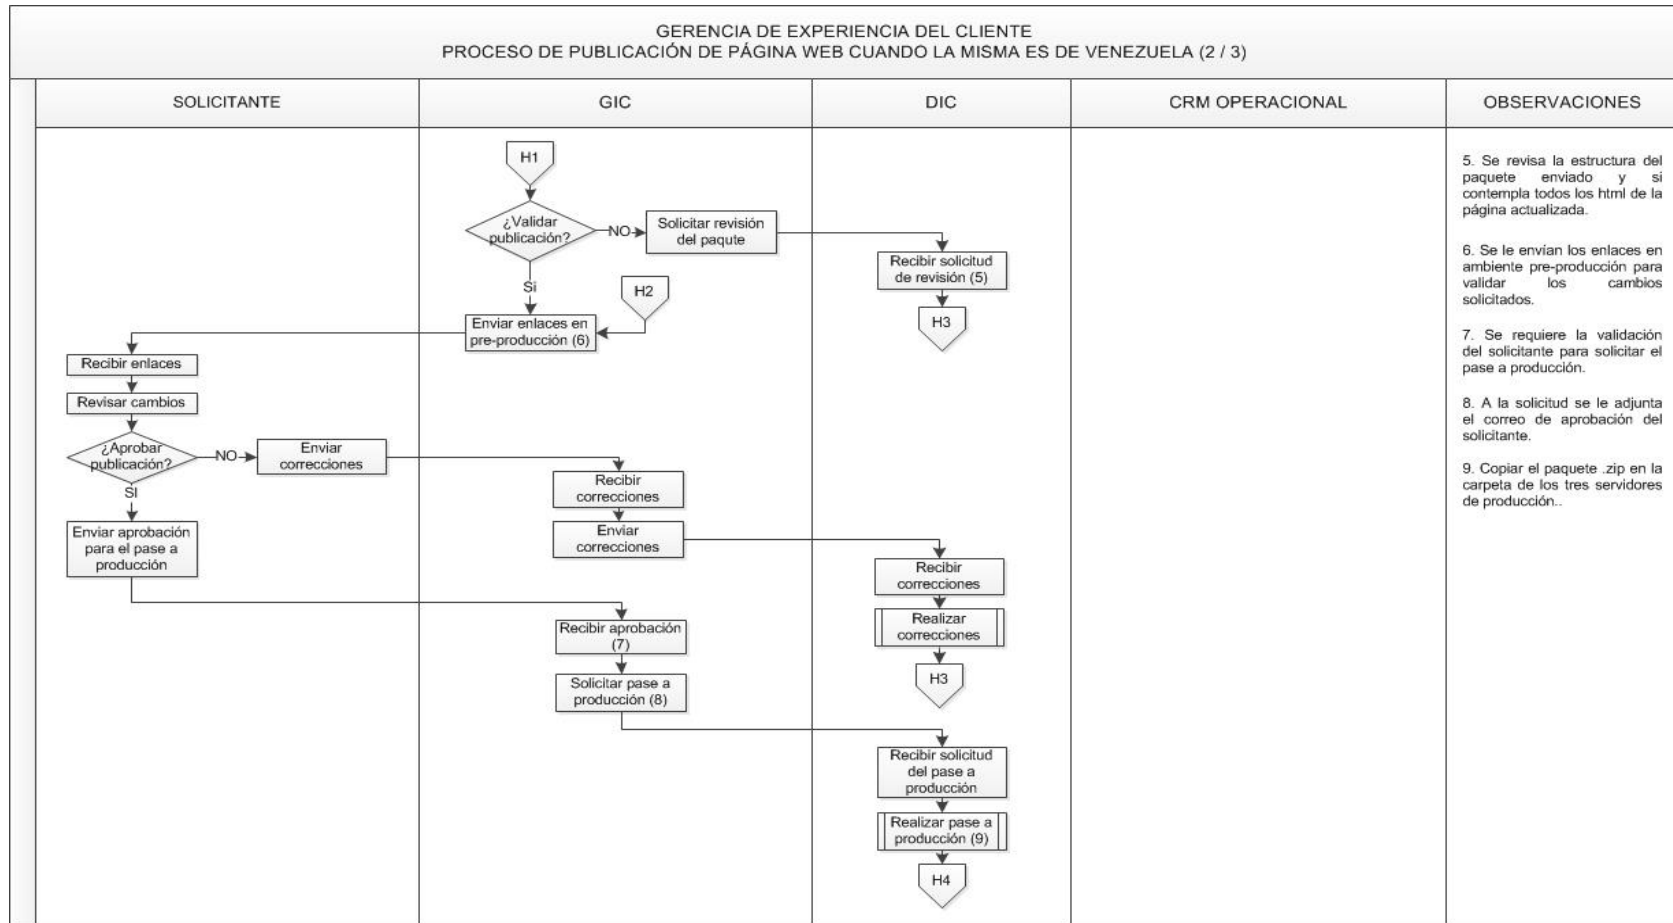 GERENCIA DE EXPERIENCIA DEL CLIENTE
PROCESO DE PUBLICACIÓN DE PÁGINA WEB CUANDO LA MISMA ES DE VENEZUELA (2 / 3)
SOLICITANTE
GIC
DIC
CRM OPERACIONAL
OBSERVACIONES
H1
¿Validar
publicación?
NO
Solicitar revisión
del paqute
Recibir solicitud
de revisión (5)
H3
Si
H2
Enviar enlaces en
pre-producción (6)
Recibir enlaces
Revisar cambios
¿Aprobar
publicación?
NO
Enviar
correcciones
Recibir
correcciones
Enviar
correcciones
Recibir
correcciones
Realizar
correcciones
H3
SI
Enviar aprobación
para el pase a
producción
Recibir aprobación
(7)
Solicitar pase a
producción (8)
Recibir solicitud
del pase a
producción
Realizar pase a
producción (9)
H4
5. Se revisa la estructura del
paquete enviado y si
contempla todos los html de la
página actualizada.
6. Se le envían los enlaces en
ambiente pre-producción para
validar los cambios
solicitados.
7. Se requiere la validación
del solicitante para solicitar el
pase a producción.
8. A la solicitud se le adjunta
el correo de aprobación del
solicitante.
9. Copiar el paquete .zip en la
carpeta de los tres servidores
de producción..